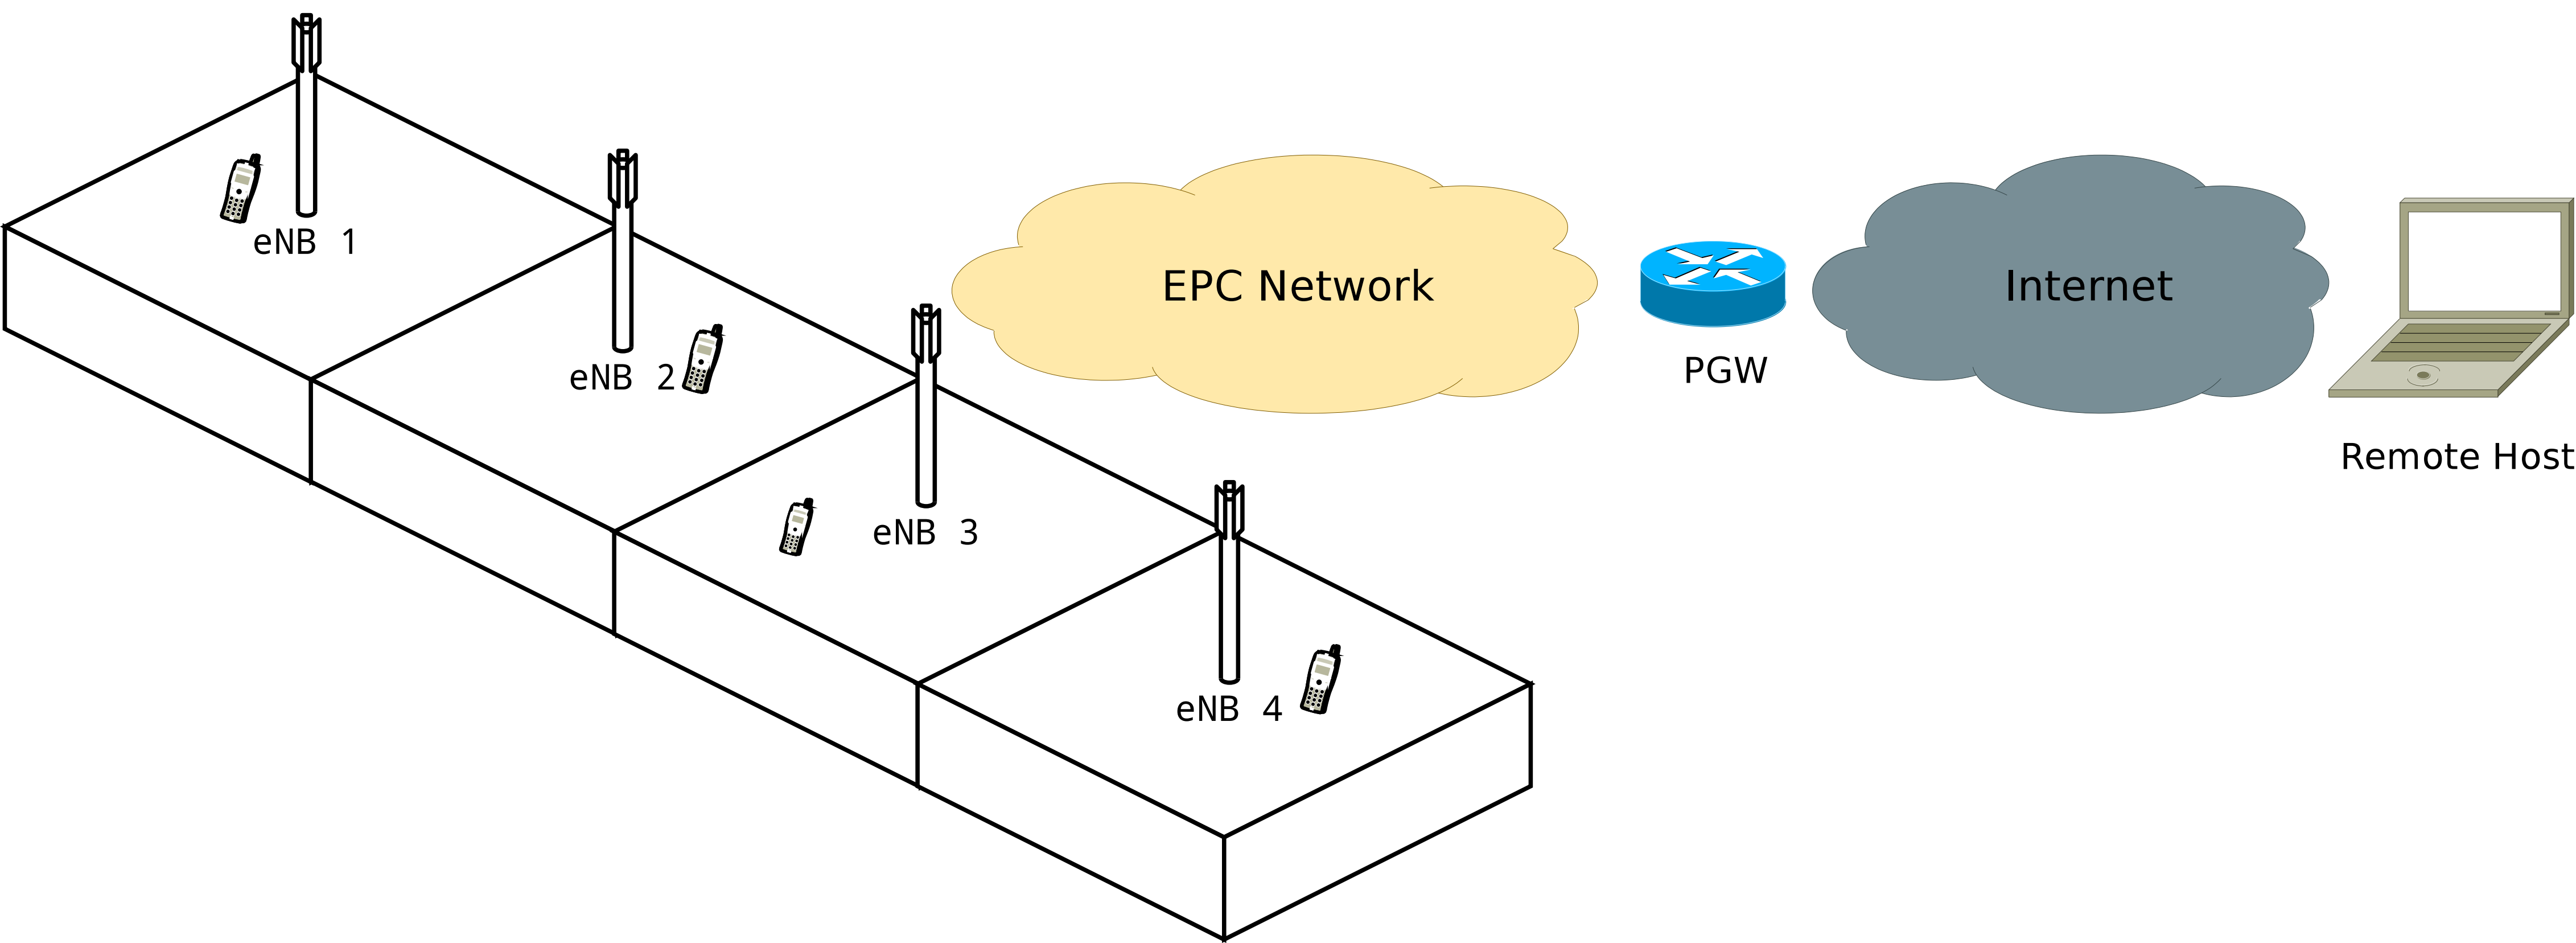 eNB 1
eNB 2
eNB 3
eNB 4
EPC Network
PGW
Internet
Remote Host